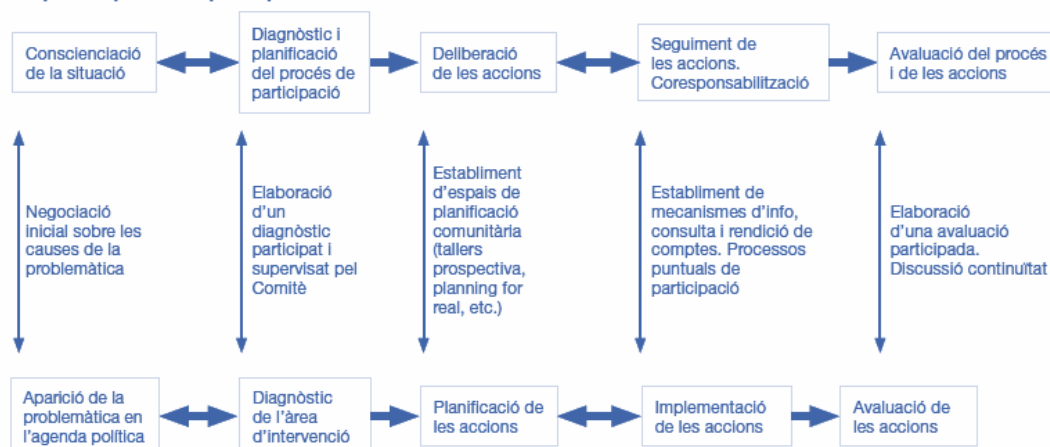 Conscienciació
de la situació
Diagnòstic i
planificació
del procés de
participació
Deliberació
de les accions
Seguiment de
les accions.
Coresponsabilització
Avaluació del procés
i de les accions
Negociació
inicial sobre les
causes de la
problemàtica
Elaboració
d'un
diagnòstic
participat i
supervisat pel
Comitè
Establiment
d'espais de
planificació
comunitària
(tallers
prospectiva,
planning for
real, etc.)
Establiment de
mecanismes d'info,
consulta i rendició de
comptes. Processos
puntuals de
participació
Elaboració
d'una avaluació
participada.
Discussió continuïtat
Aparició de la
problemàtica en
l'agenda política
Diagnòstic
de l'àrea
d'intervenció
Planificació de
les accions
Implementació
de les accions
Avaluació de
les accions